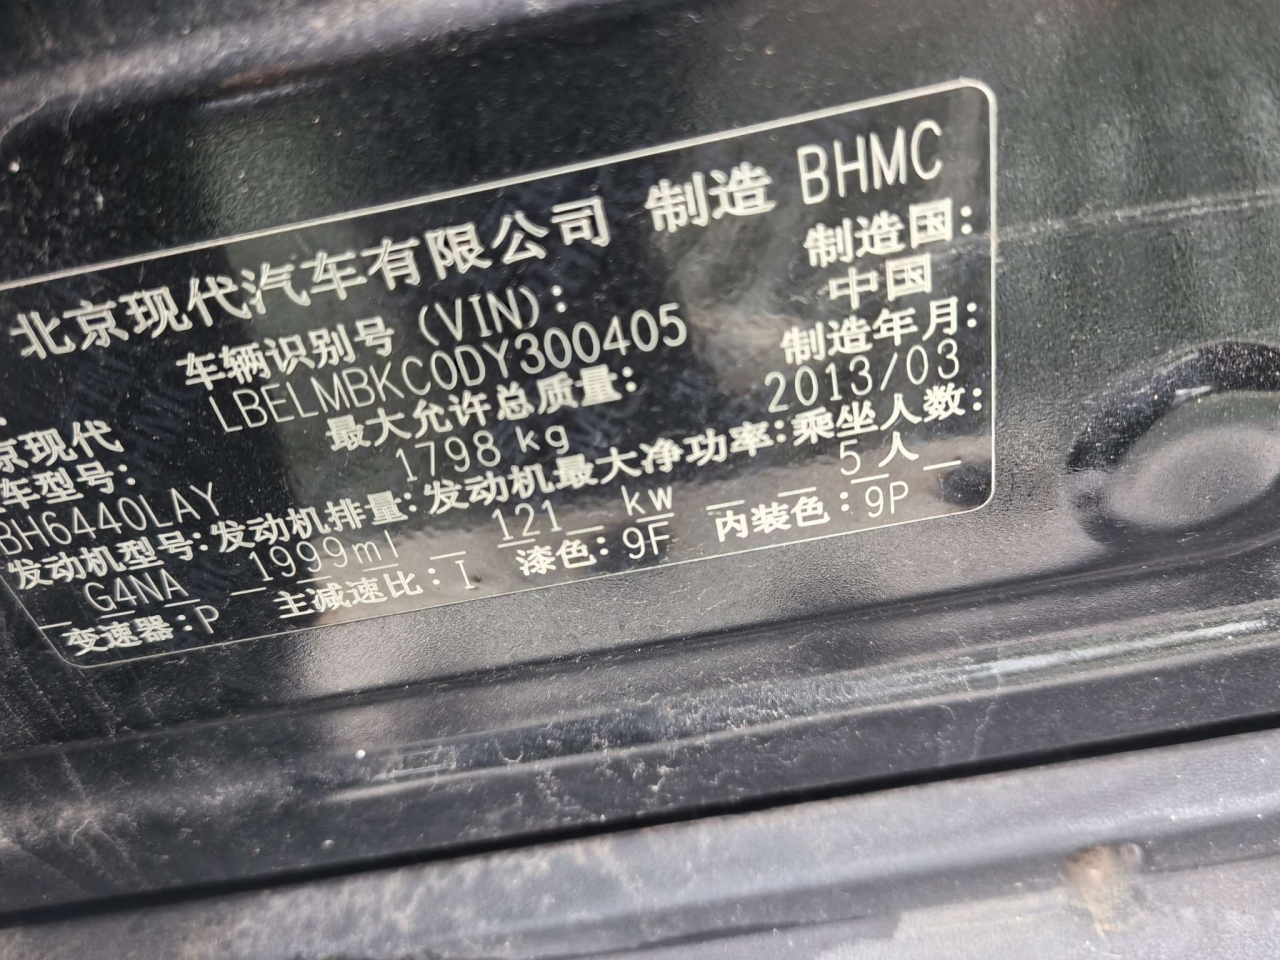 北京现代汽车有限公司 制造 BHMC
车辆识别号 (VIN):
LBELMBKC0DY300405
制造国:
中国
最大允许总质量:
1798 kg
制造年月:
2013/03
京现代
车型号:
BH6440LAY
发动机型号:
G4NA
发动机排量:
1999ml
发动机最大净功率:
121 kw
乘坐人数:
5 人
变速器:P 主减速比:I 漆色:9F 内装色:9P